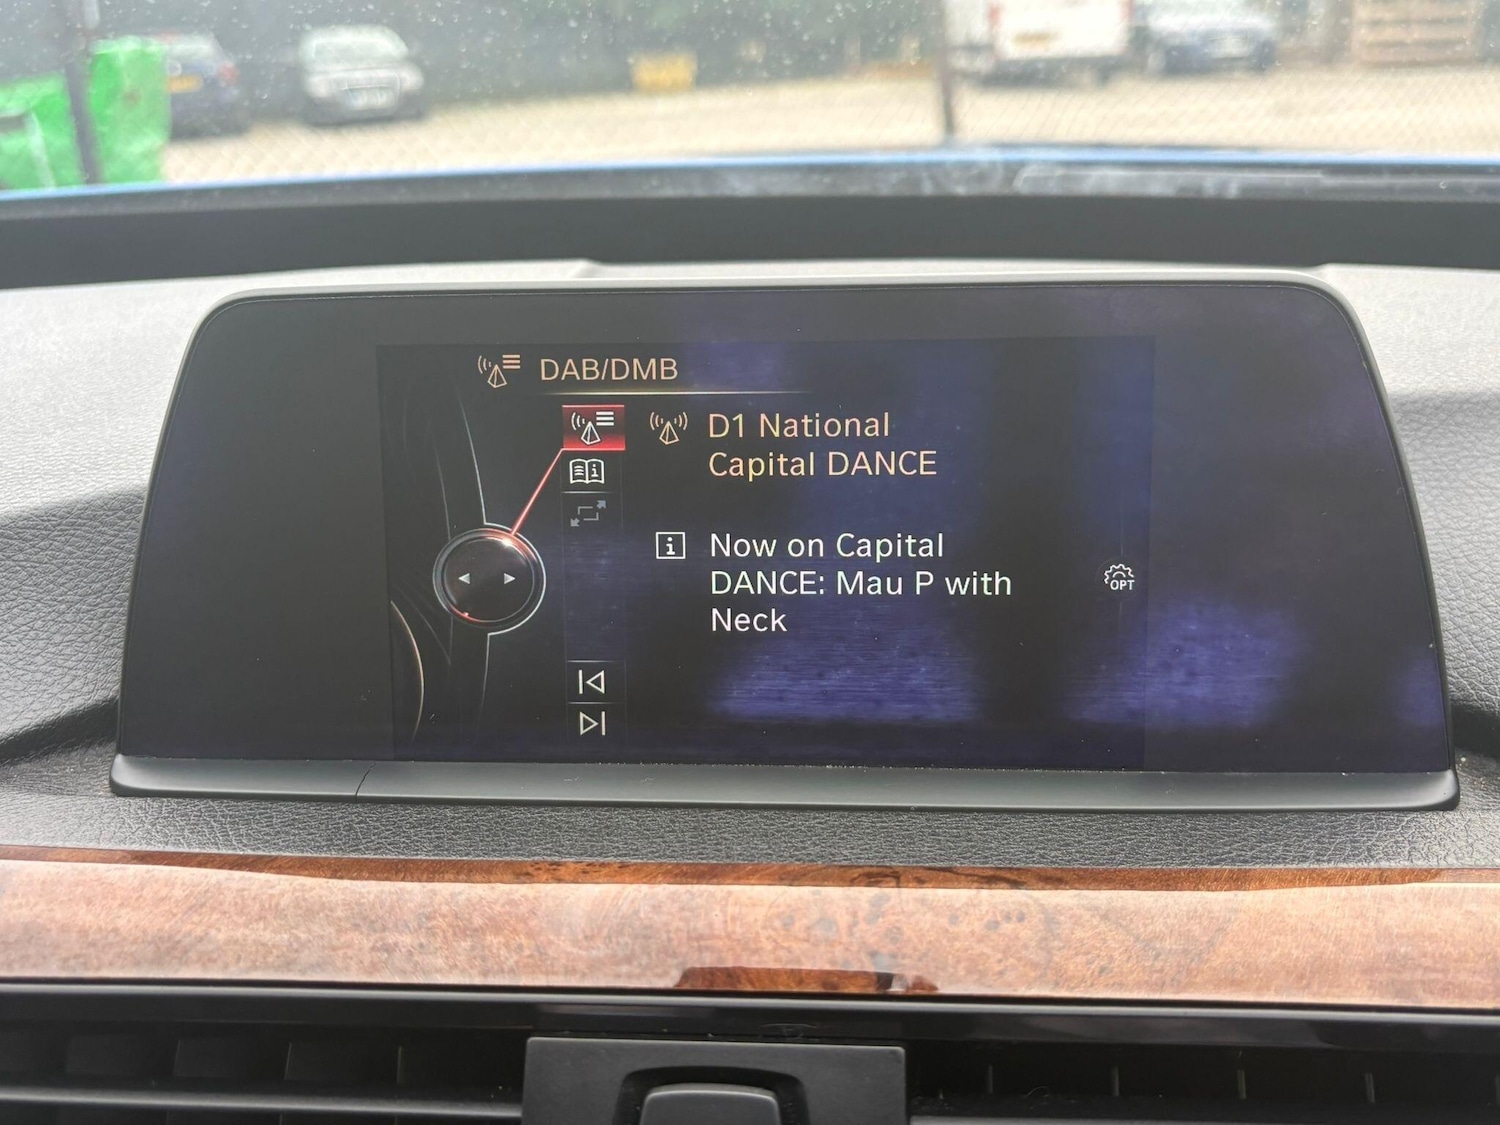 DAB/DMB
D1 National
Capital DANCE
Now on Capital
DANCE: Mau P with
Neck
OPT